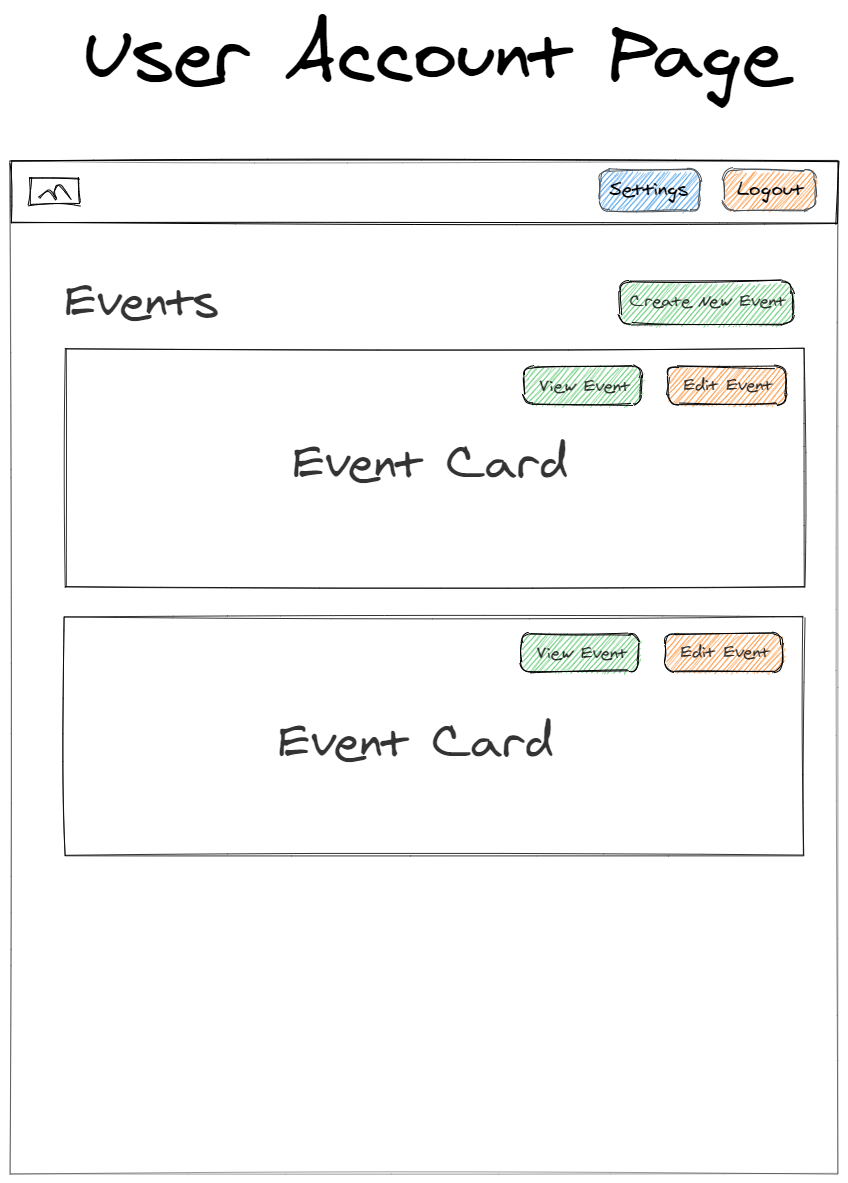 User Account Page
Settings Logout
Events Create New Event
View Event Edit Event
Event Card
View Event Edit Event
Event Card